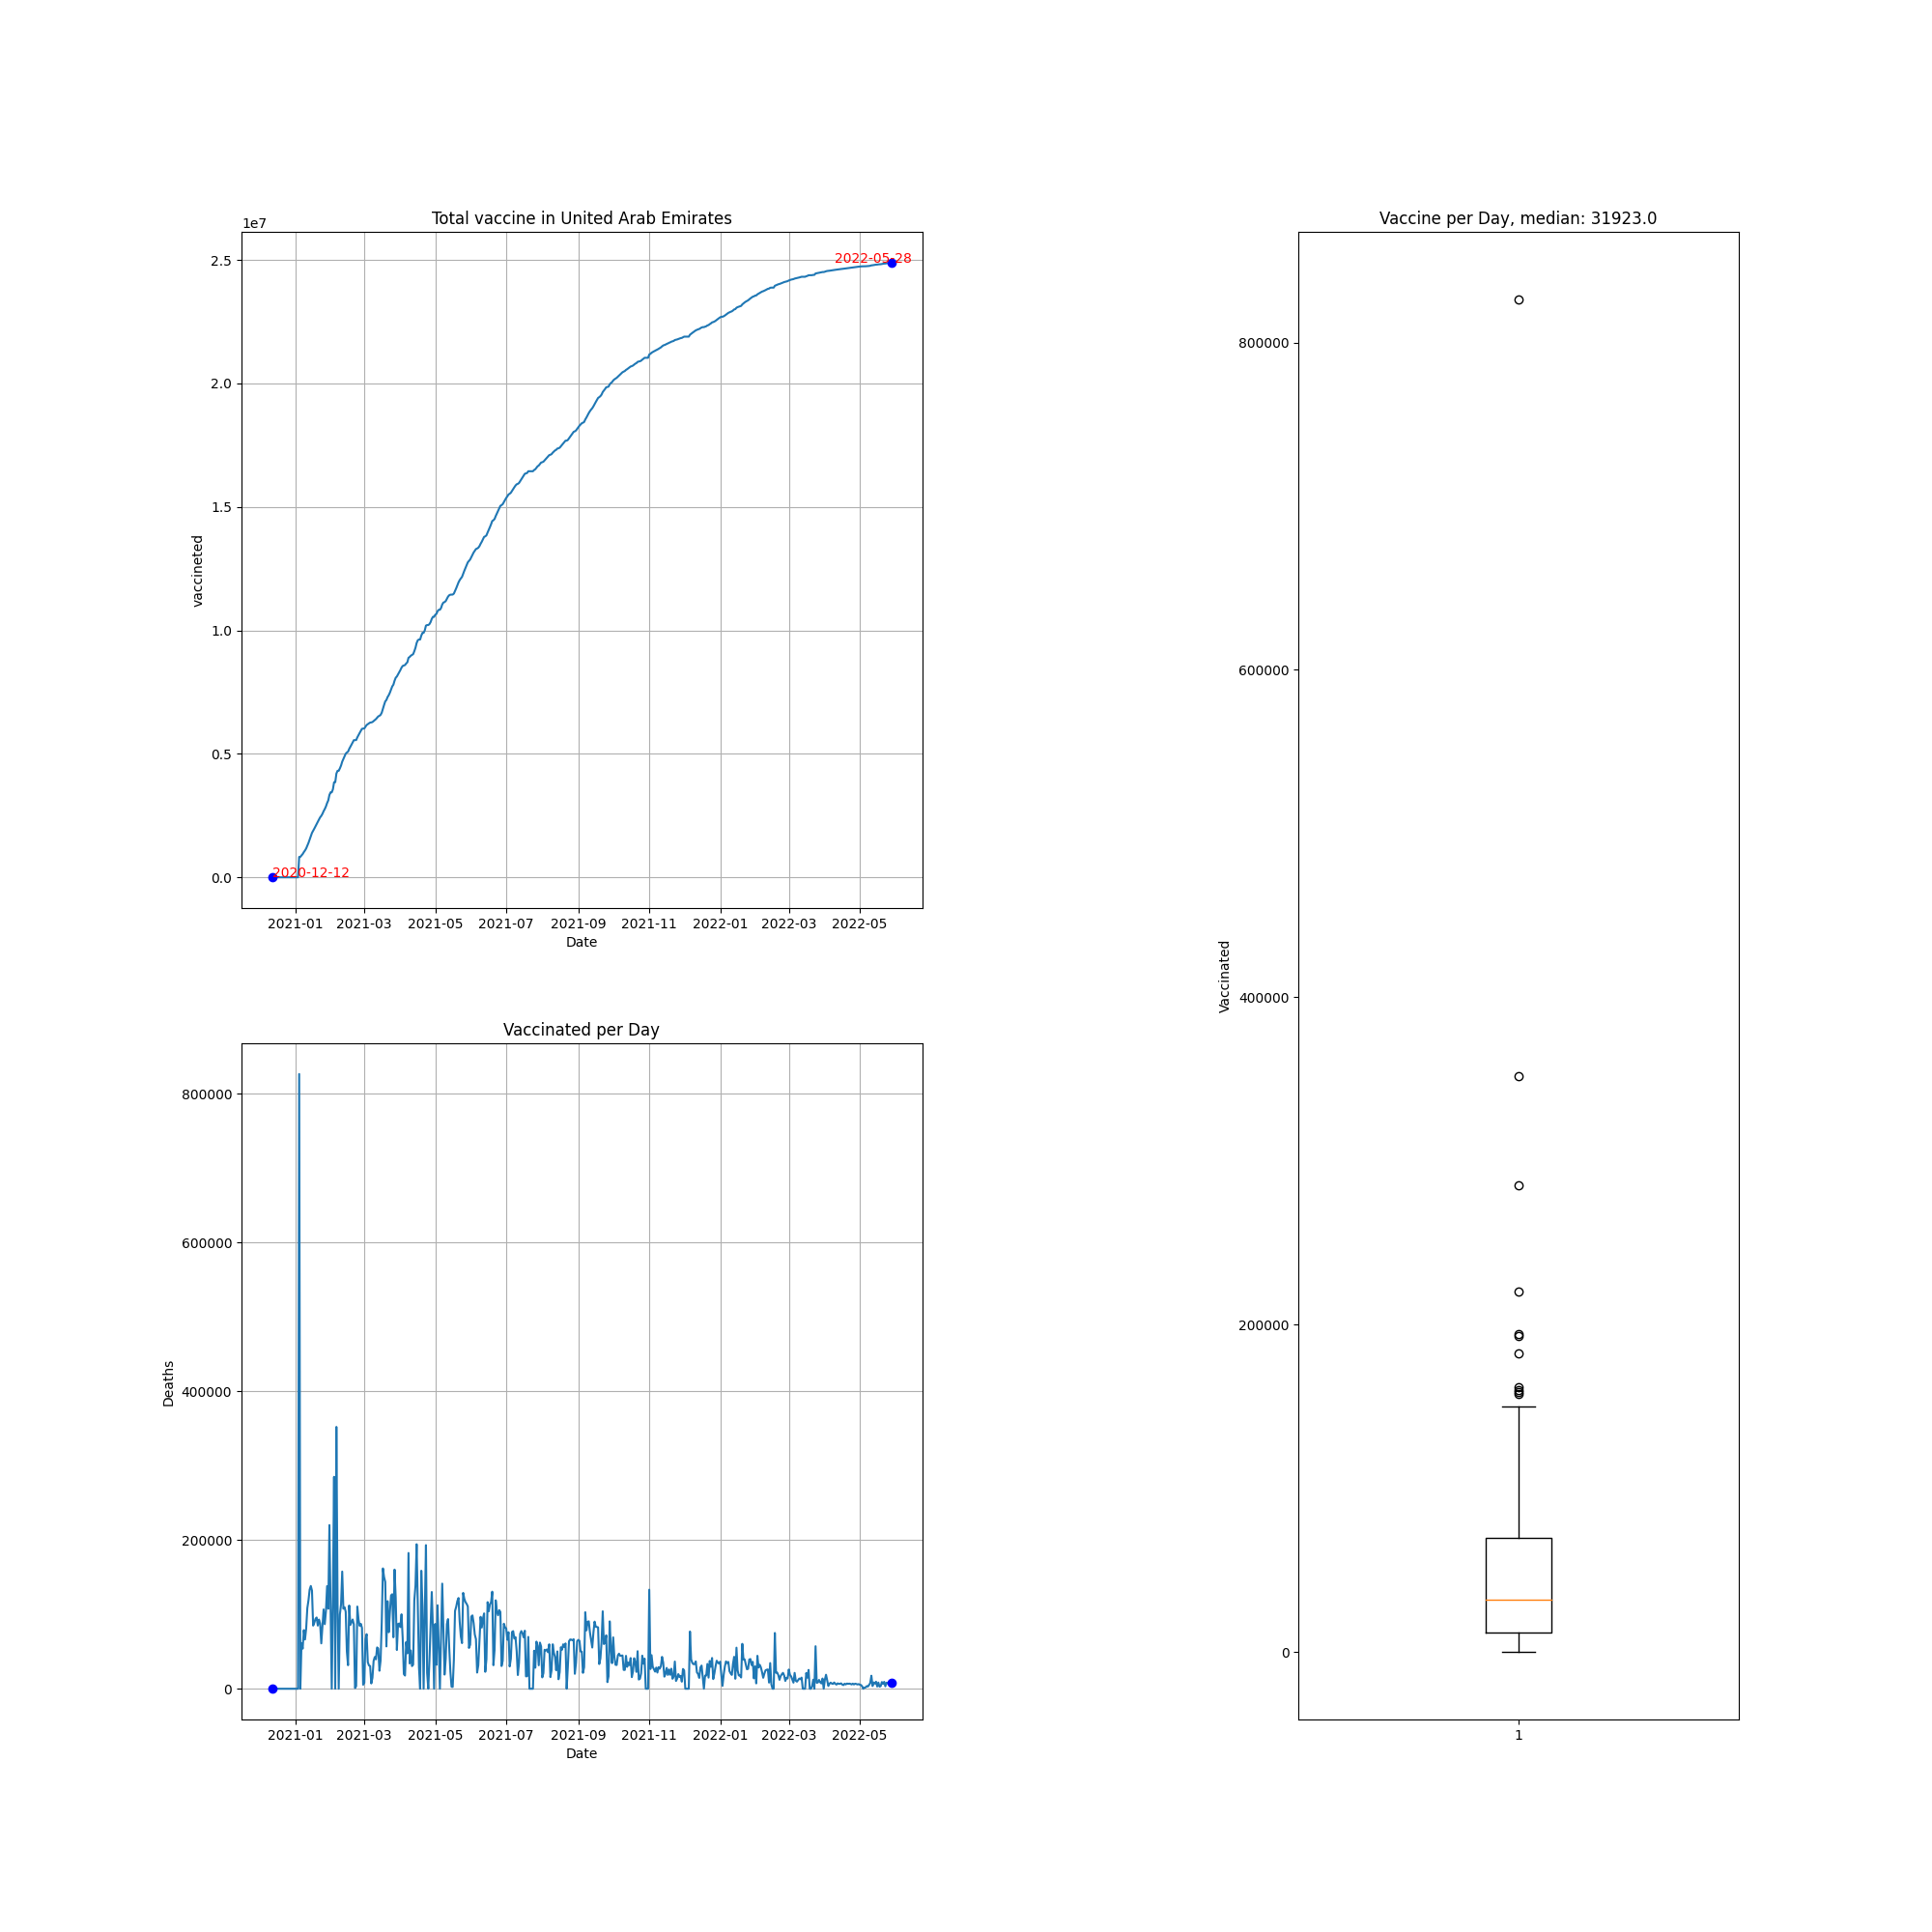 Total vaccine in United Arab Emirates
1e7
2.5
2.0
1.5
1.0
0.5
0.0
vaccineted
2022-05-28
2020-12-12
2021-01 2021-03 2021-05 2021-07 2021-09 2021-11 2022-01 2022-03 2022-05
Date
Vaccinated per Day
800000
600000
400000
200000
0
Deaths
2021-01 2021-03 2021-05 2021-07 2021-09 2021-11 2022-01 2022-03 2022-05
Date
Vaccine per Day, median: 31923.0
800000
600000
400000
200000
0
Vaccinated
1